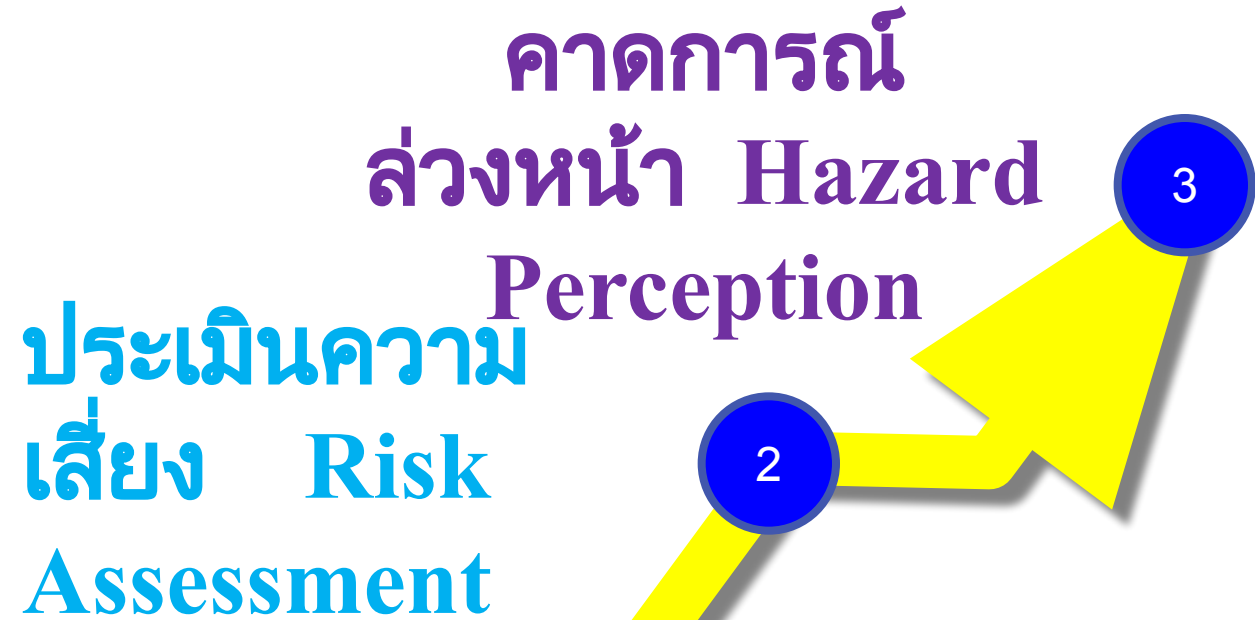 คาดการณ์
ล่วงหน้า Hazard
Perception
3
ประเมินความ
เสี่ยง Risk
Assessment
2